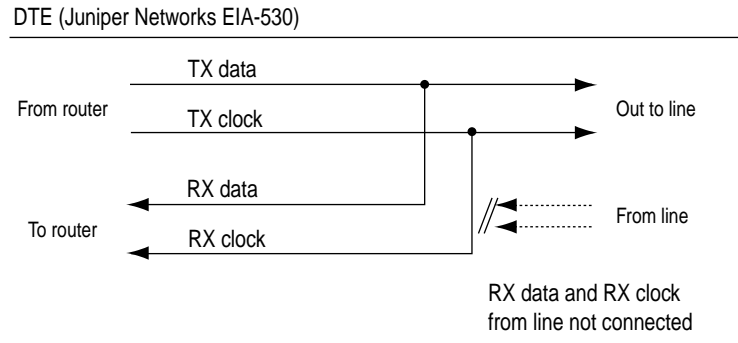 DTE (Juniper Networks EIA-530)
TX data
From router
Out to line
TX clock
RX data
To router
From line
RX clock
RX data and RX clock
from line not connected